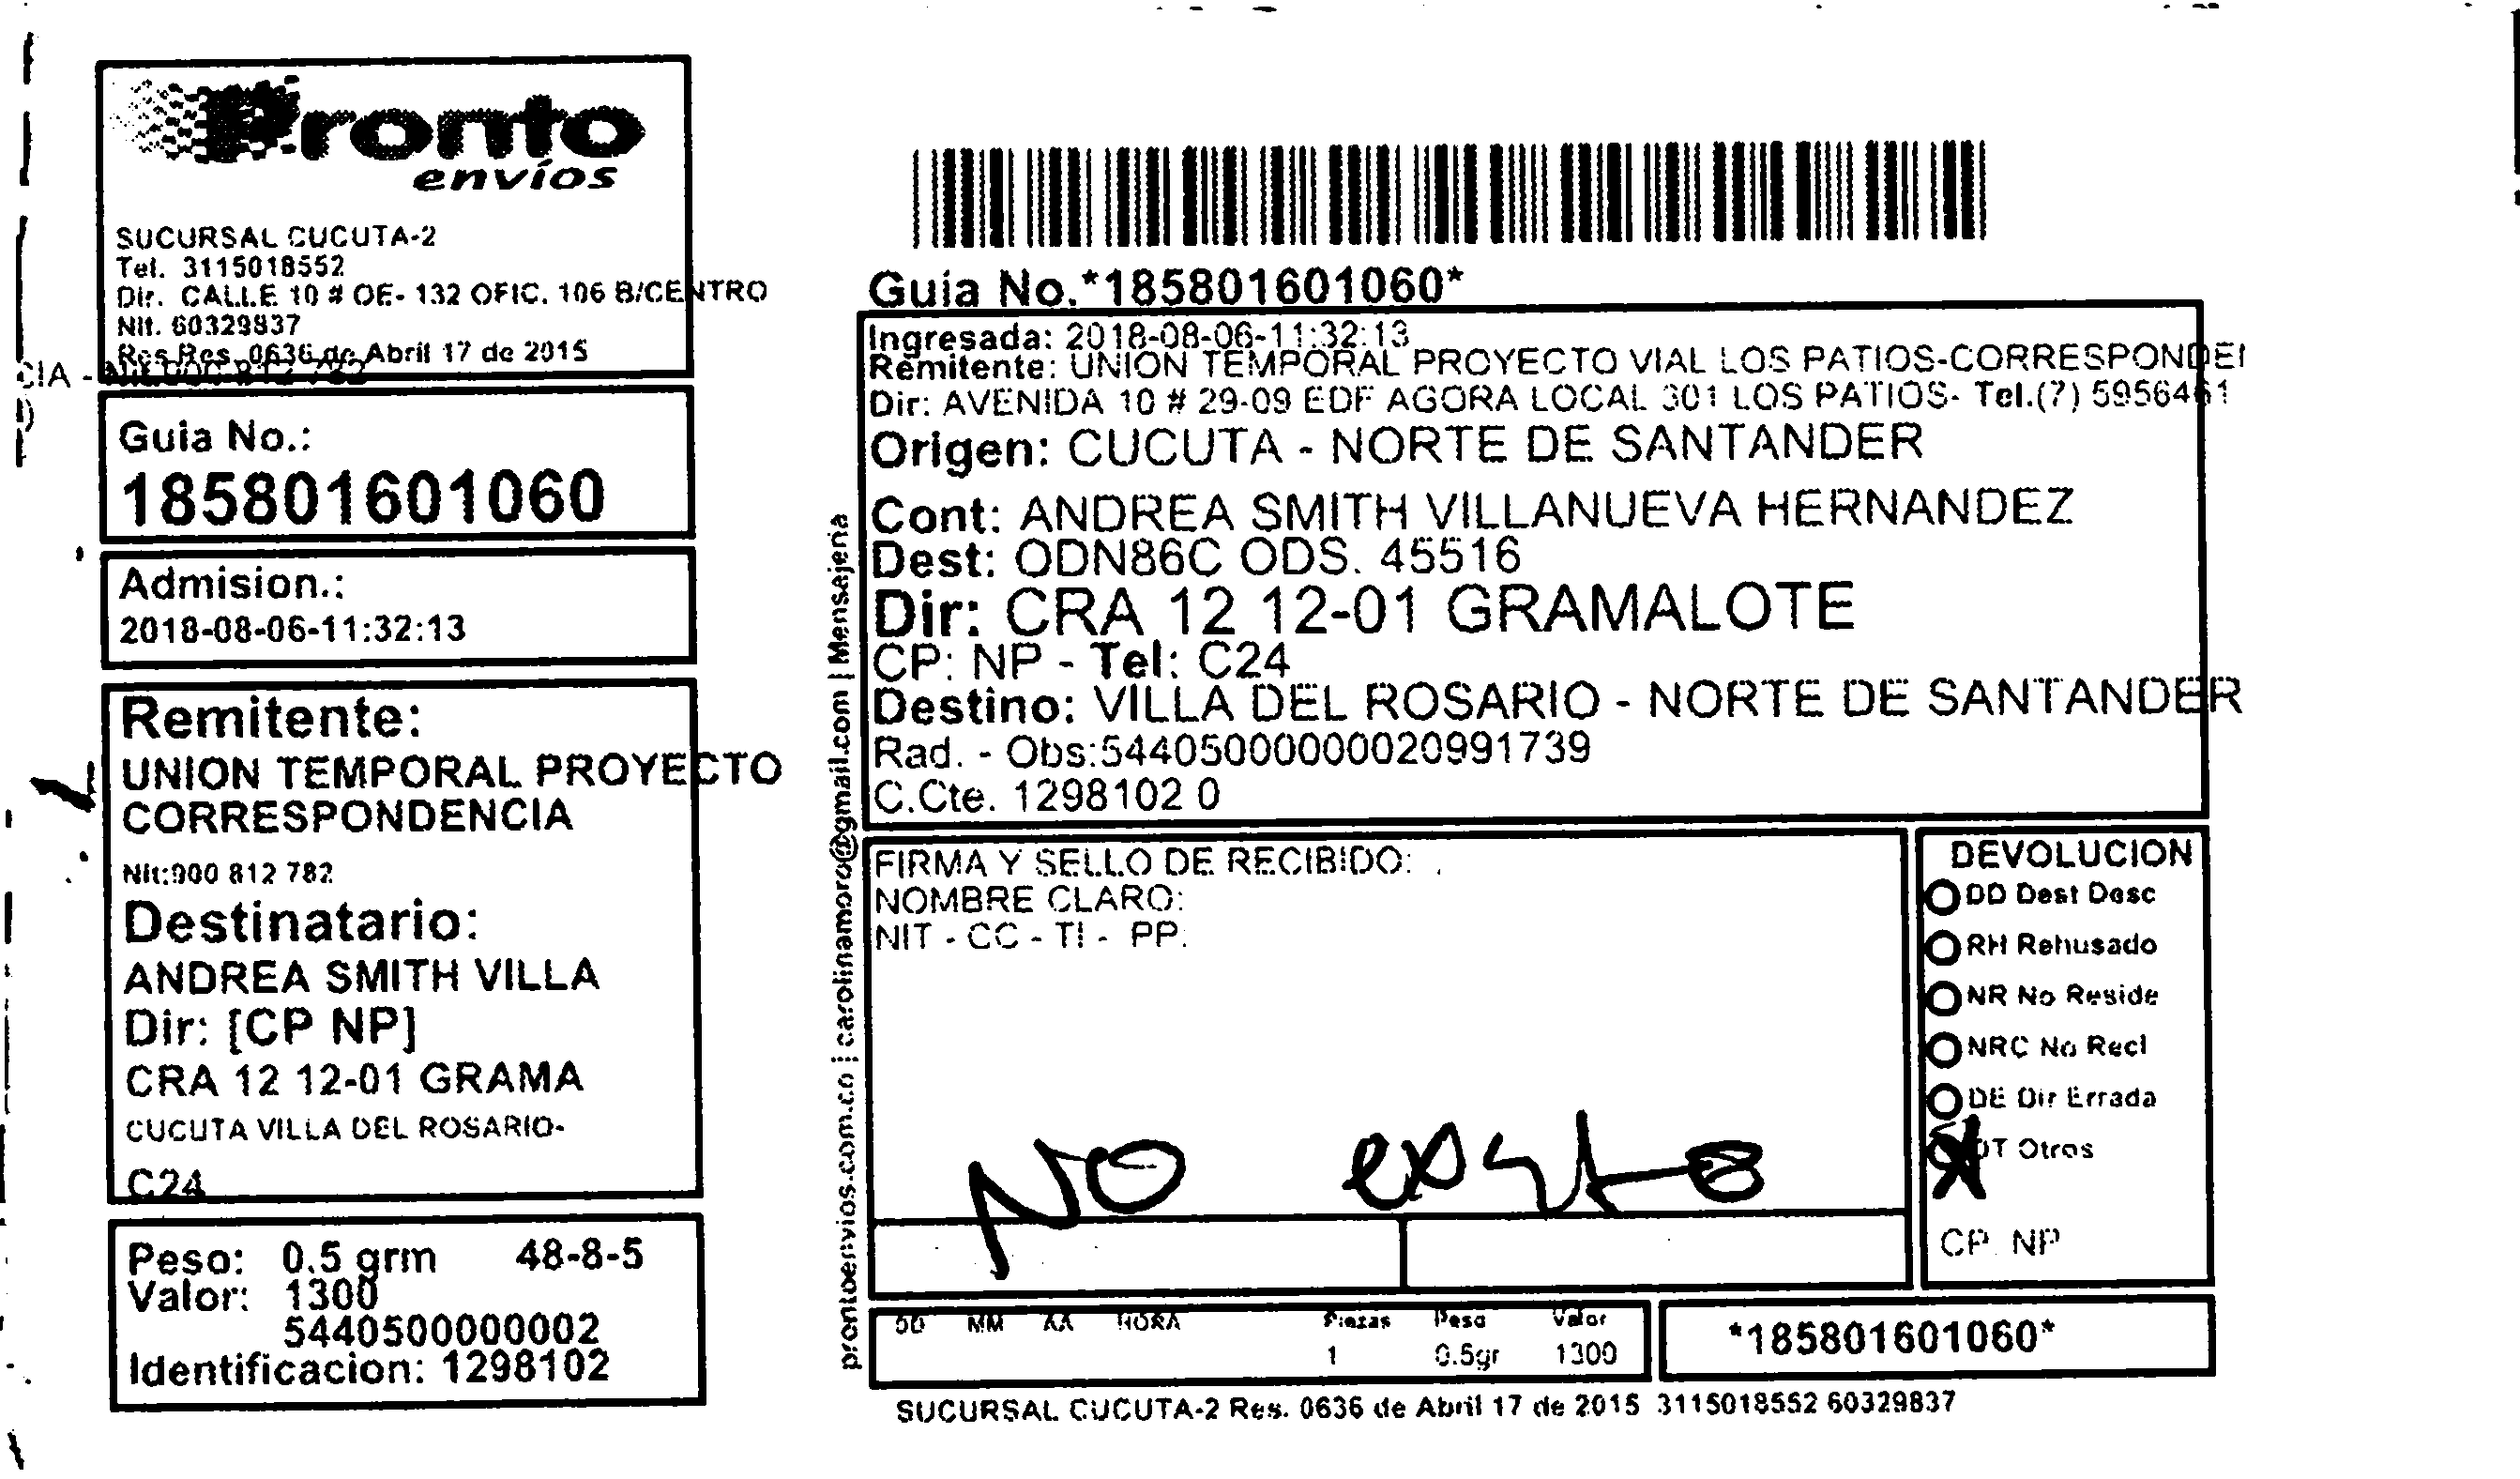 Pronto
envíos
SUCURSAL CUCUTA-2
Tel. 3115018552
Dir. CALLE 10 # OE- 132 OFIC. 106 B/CENTRO
Nit. 60329837
Res Res. 0636 de Abril 17 de 2015
CIA - Nit 900 812 782
Guia No.:
185801601060
Admision.:
2018-08-06-11:32:13
Remitente:
UNION TEMPORAL PROYECTO
CORRESPONDENCIA
Nit:900 812 782
Destinatario:
ANDREA SMITH VILLA
Dir: [CP NP]
CRA 12 12-01 GRAMA
CUCUTA VILLA DEL ROSARIO-
C24
Peso: 0.5 grm 48-8-5
Valor: 1300
5440500000002
Identificacion: 1298102
prontoenvios.com.co | carolinamoro@gmail.com | Mensajeria
Guia No.*185801601060*
Ingresada: 2018-08-06-11:32:13
Remitente: UNION TEMPORAL PROYECTO VIAL LOS PATIOS-CORRESPONDEI
Dir: AVENIDA 10 # 29-09 EDF AGORA LOCAL 301 LOS PATIOS- Tel.(7) 5956461
Origen: CUCUTA - NORTE DE SANTANDER
Cont: ANDREA SMITH VILLANUEVA HERNANDEZ
Dest: ODN86C ODS. 45516
Dir: CRA 12 12-01 GRAMALOTE
CP: NP - Tel: C24
Destino: VILLA DEL ROSARIO - NORTE DE SANTANDER
Rad. - Obs:544050000000020991739
C.Cte. 1298102 0
FIRMA Y SELLO DE RECIBIDO:
NOMBRE CLARO:
NIT - CC - TI - PP.
NO existe
DEVOLUCION
DD Dest Desc
RH Rehusado
NR No Reside
NRC No Recl
DE Dir Errada
OT Otros
CP NP
DD MM AA HORA Piezas Peso Valor
1 0.5gr 1300
*185801601060*
SUCURSAL CUCUTA-2 Res. 0636 de Abril 17 de 2015 3115018552 60329837